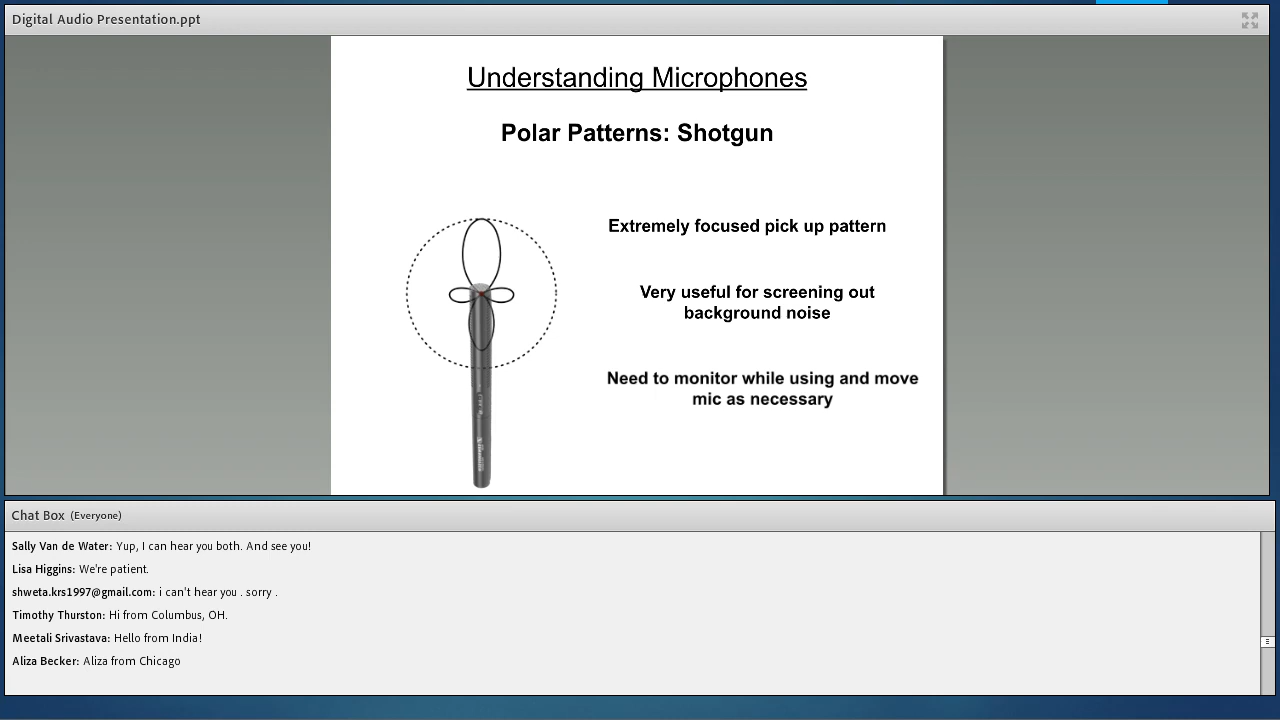 Digital Audio Presentation.ppt
Understanding Microphones
Polar Patterns: Shotgun
Extremely focused pick up pattern
Very useful for screening out
background noise
Need to monitor while using and move
mic as necessary
Chat Box (Everyone)
Sally Van de Water: Yup, I can hear you both. And see you!
Lisa Higgins: We're patient.
shweta.krs1997@gmail.com: i can't hear you . sorry .
Timothy Thurston: Hi from Columbus, OH.
Meetali Srivastava: Hello from India!
Aliza Becker: Aliza from Chicago